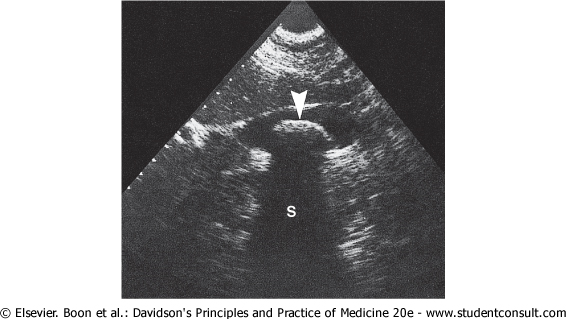 S
© Elsevier. Boon et al.: Davidson's Principles and Practice of Medicine 20e - www.studentconsult.com